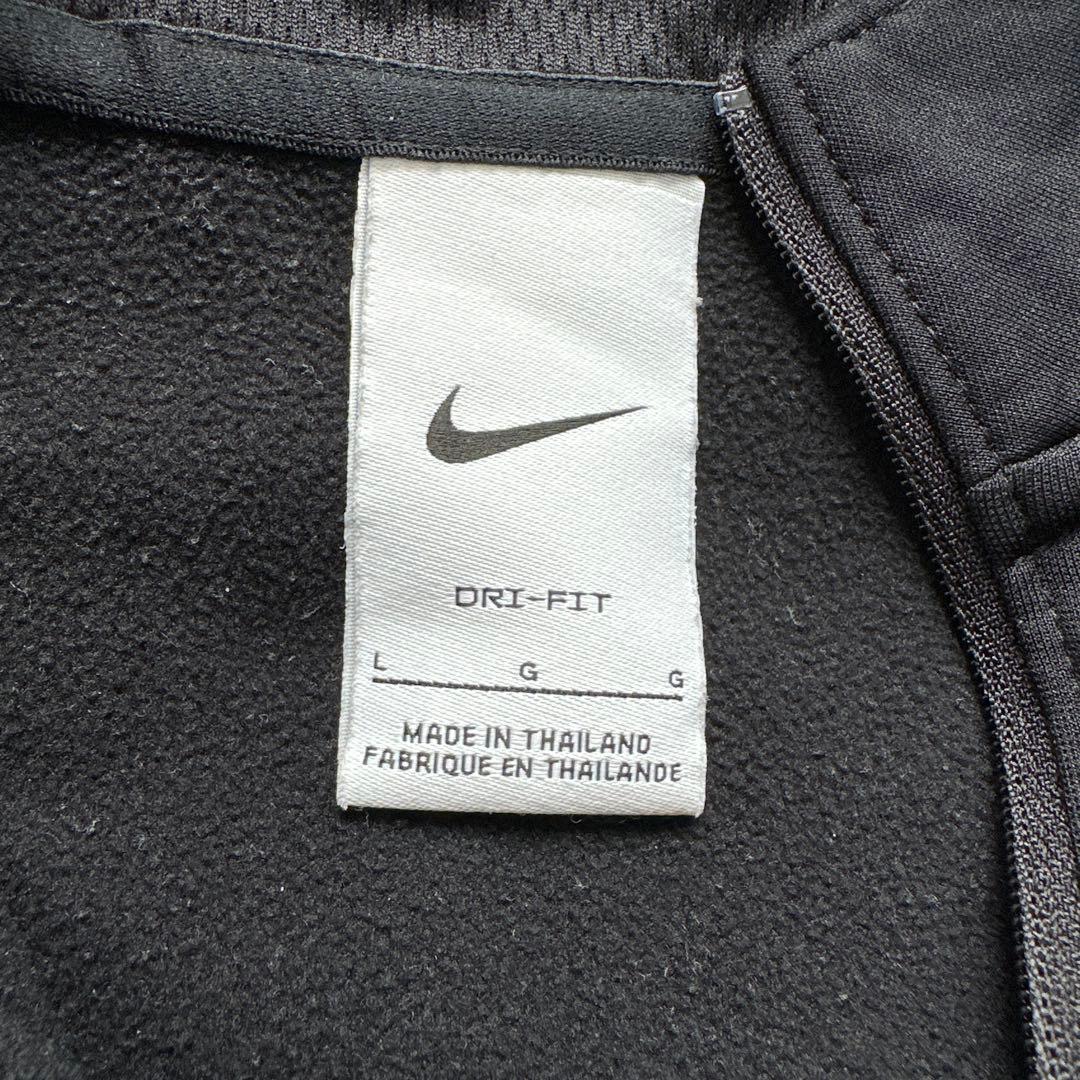 DRI-FIT
L G G
MADE IN THAILAND
FABRIQUE EN THAILANDE